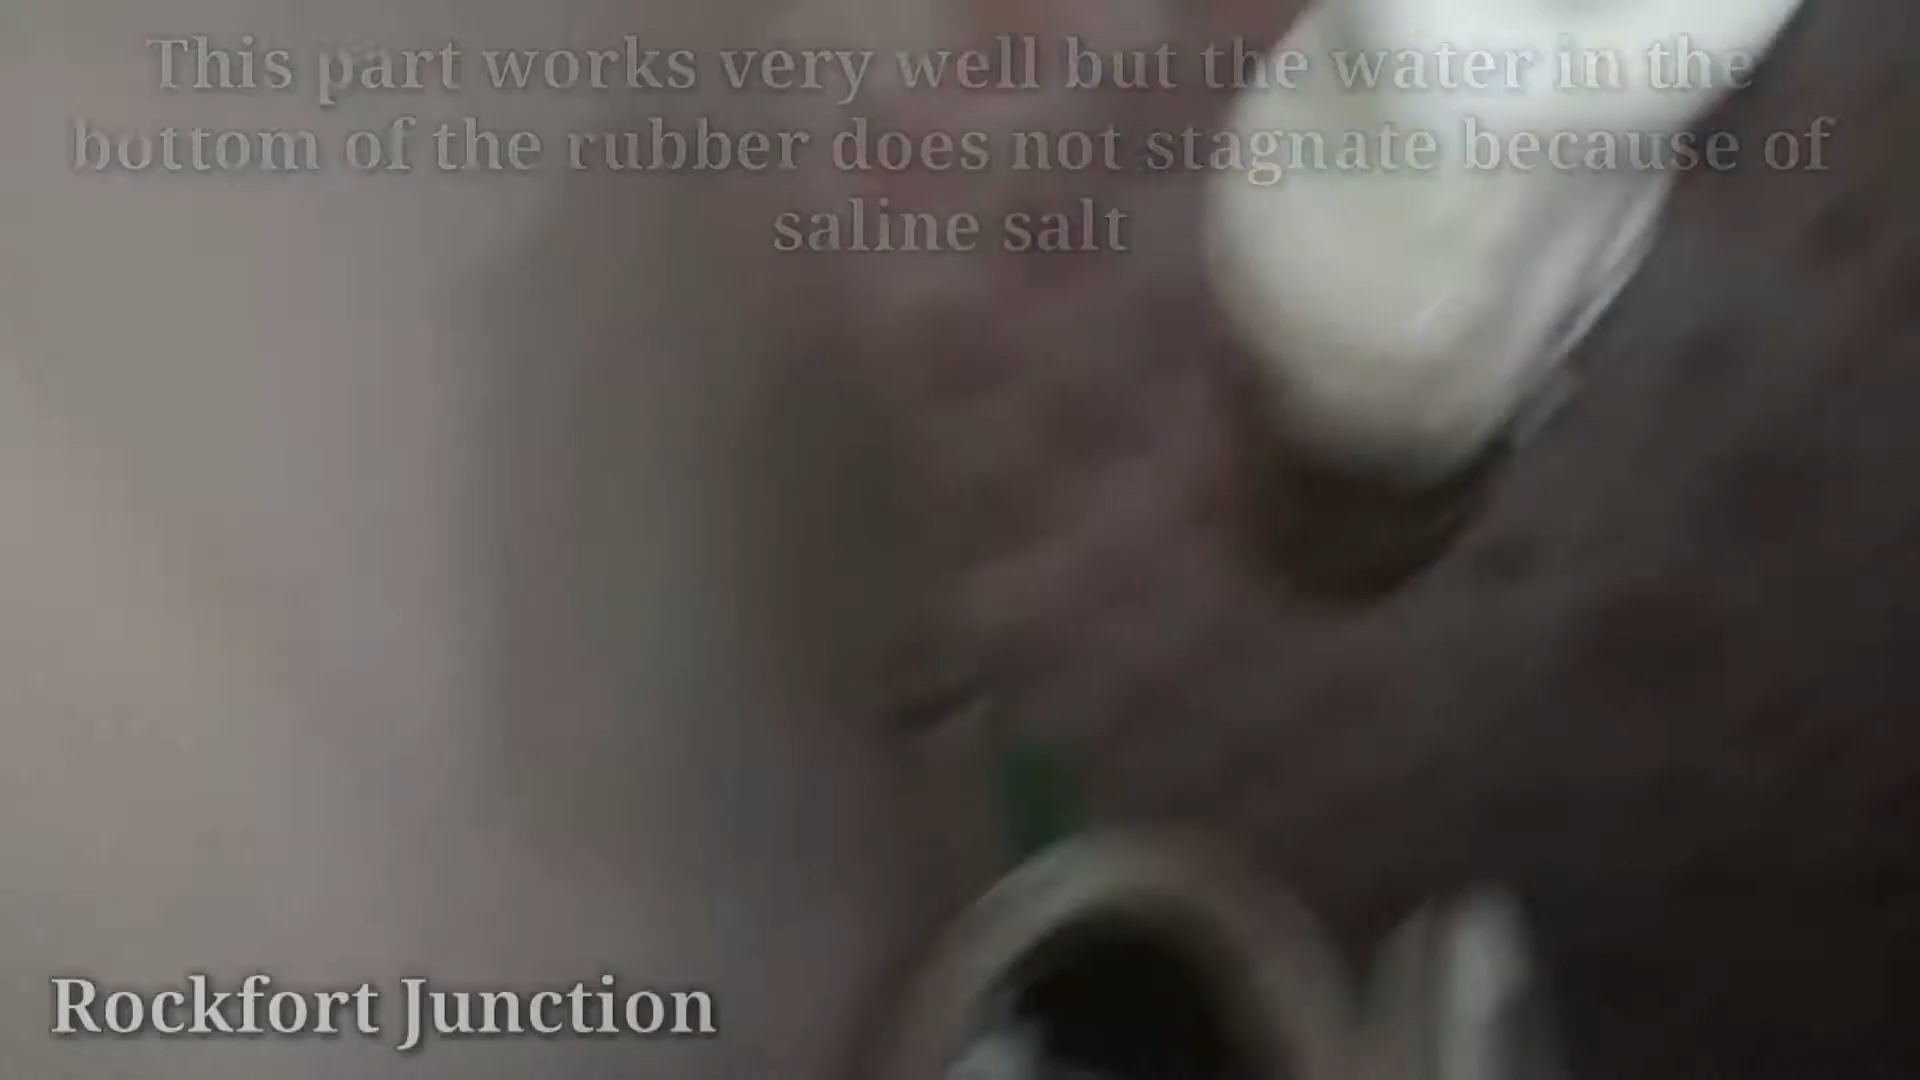 This part works very well but the water in the
bottom of the rubber does not stagnate because of
saline salt
Rockfort Junction